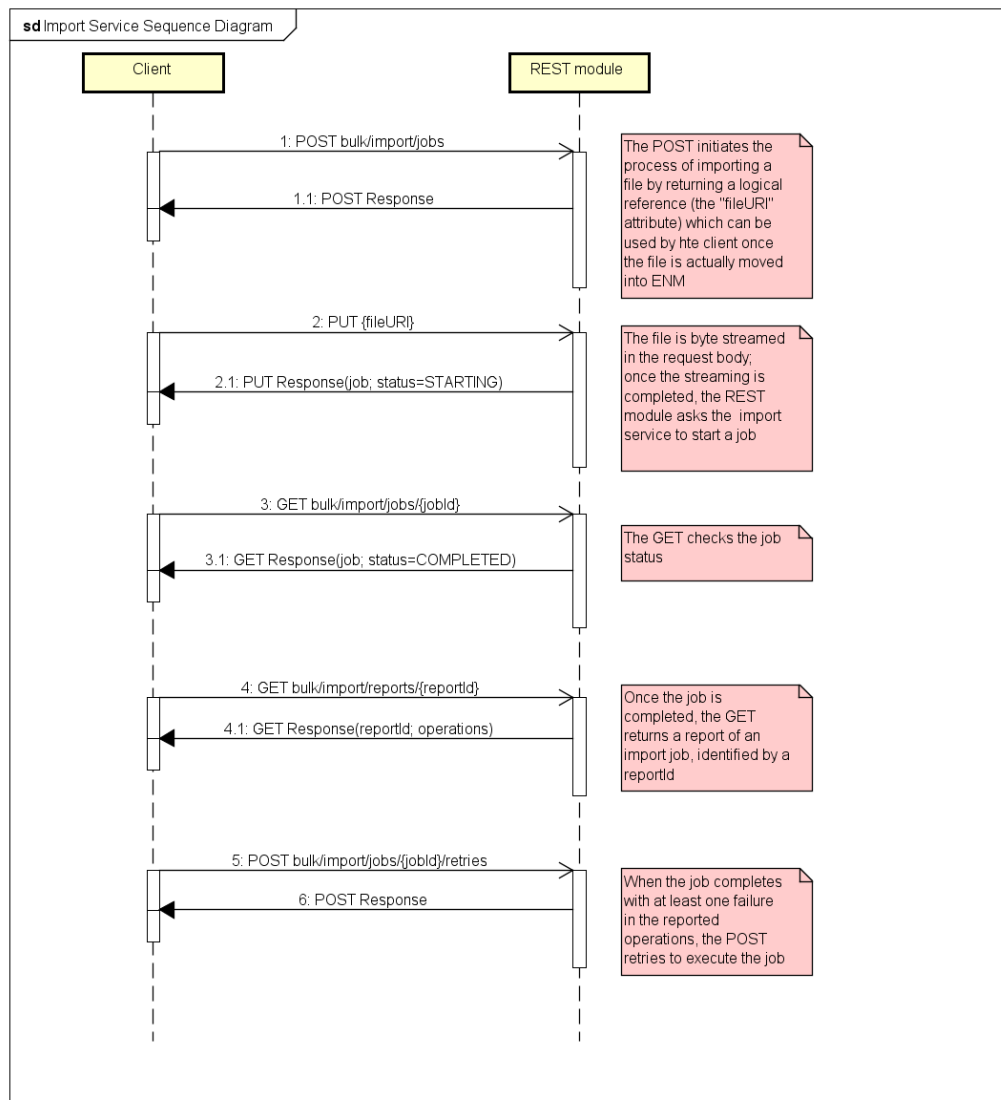 sd Import Service Sequence Diagram
Client
REST module
1: POST bulk/import/jobs
1.1: POST Response
The POST initiates the
process of importing a
file by returning a logical
reference (the "fileURI"
attribute) which can be
used by hte client once
the file is actually moved
into ENM
2: PUT {fileURI}
2.1: PUT Response(job; status=STARTING)
The file is byte streamed
in the request body;
once the streaming is
completed, the REST
module asks the  import
service to start a job
3: GET bulk/import/jobs/{jobId}
3.1: GET Response(job; status=COMPLETED)
The GET checks the job
status
4: GET bulk/import/reports/{reportId}
4.1: GET Response(reportId; operations)
Once the job is
completed, the GET
returns a report of an
import job, identified by a
reportId
5: POST bulk/import/jobs/{jobId}/retries
6: POST Response
When the job completes
with at least one failure
in the reported
operations, the POST
retries to execute the job